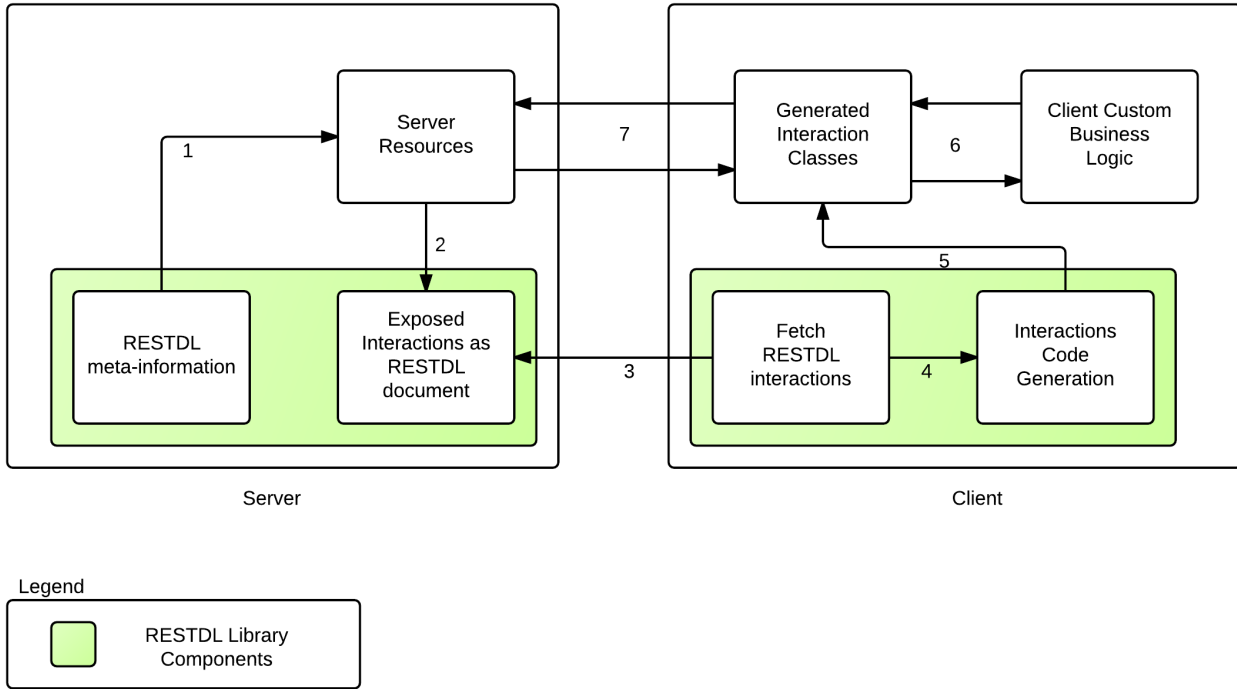 Server
Resources
Generated
Interaction
Classes
Client Custom
Business
Logic
1
7
6
2
5
RESTDL
meta-information
Exposed
Interactions as
RESTDL
document
3
Fetch
RESTDL
interactions
4
Interactions
Code
Generation
Server
Client
Legend
RESTDL Library
Components